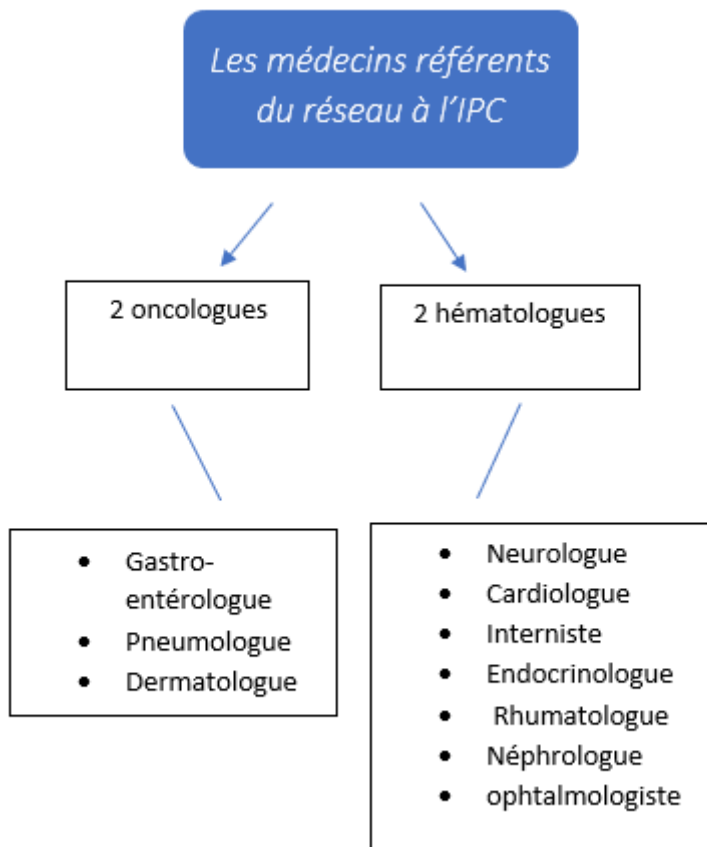 Les médecins référents
du réseau à l'IPC
2 oncologues
2 hématologues
• Gastro-
entérologue
• Pneumologue
• Dermatologue
• Neurologue
• Cardiologue
• Interniste
• Endocrinologue
• Rhumatologue
• Néphrologue
• ophtalmologiste